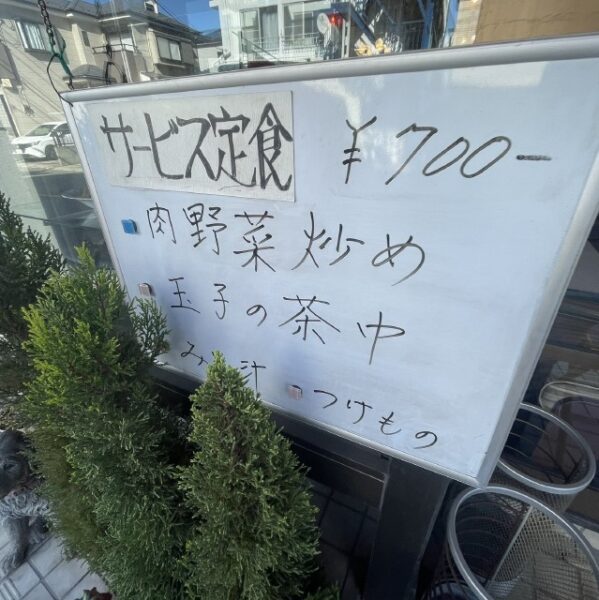 サービス定食 ¥700-
肉野菜炒め
玉子の茶巾
み 汁 つけもの